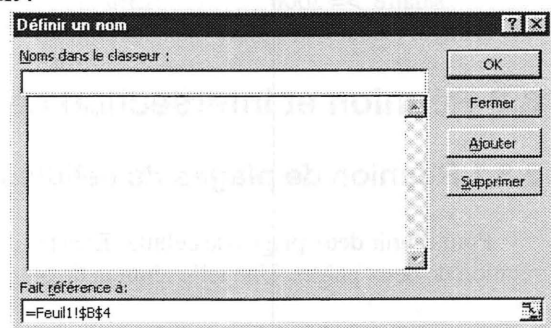 Définir un nom
Noms dans le classeur :
OK
Fermer
Ajouter
Supprimer
Fait référence à:
=Feuil1!$B$4